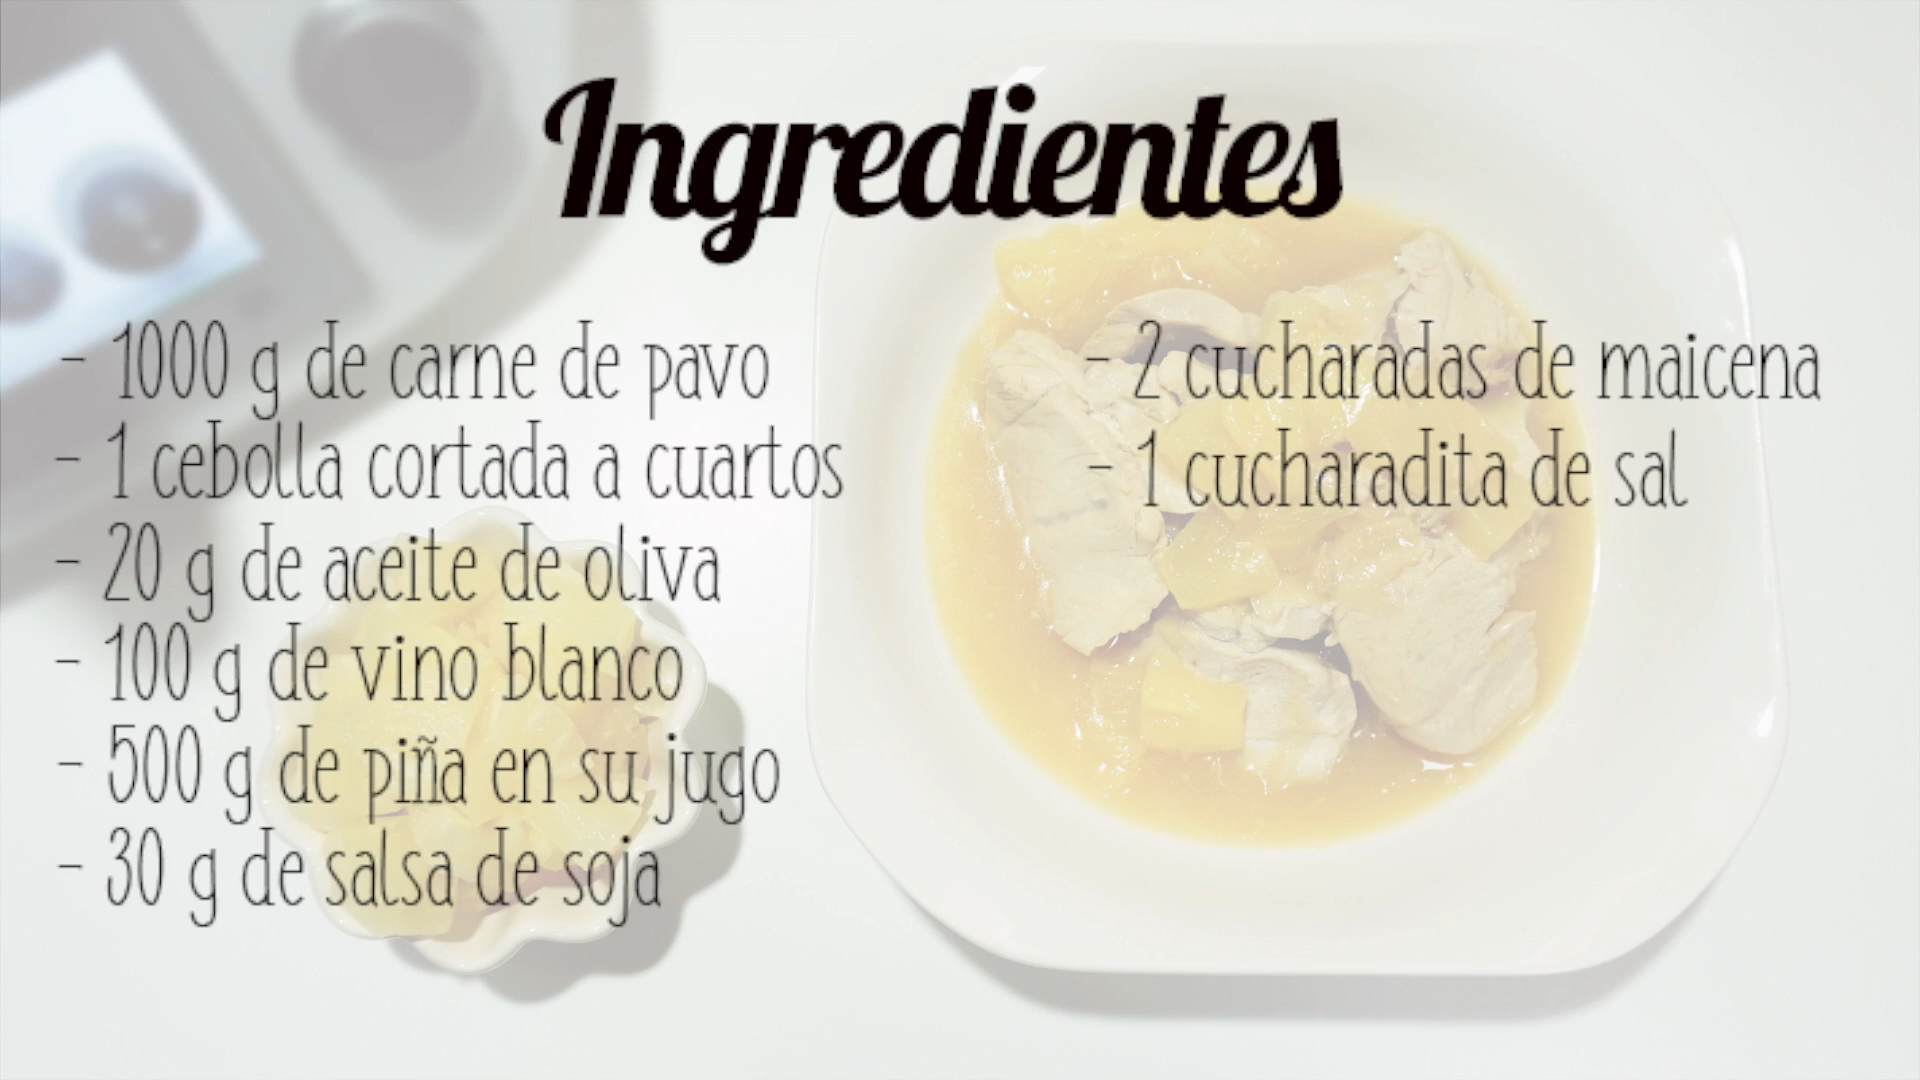 Ingredientes
- 1000 g de carne de pavo
- 1 cebolla cortada a cuartos
- 20 g de aceite de oliva
- 100 g de vino blanco
- 500 g de piña en su jugo
- 30 g de salsa de soja
- 2 cucharadas de maicena
- 1 cucharadita de sal